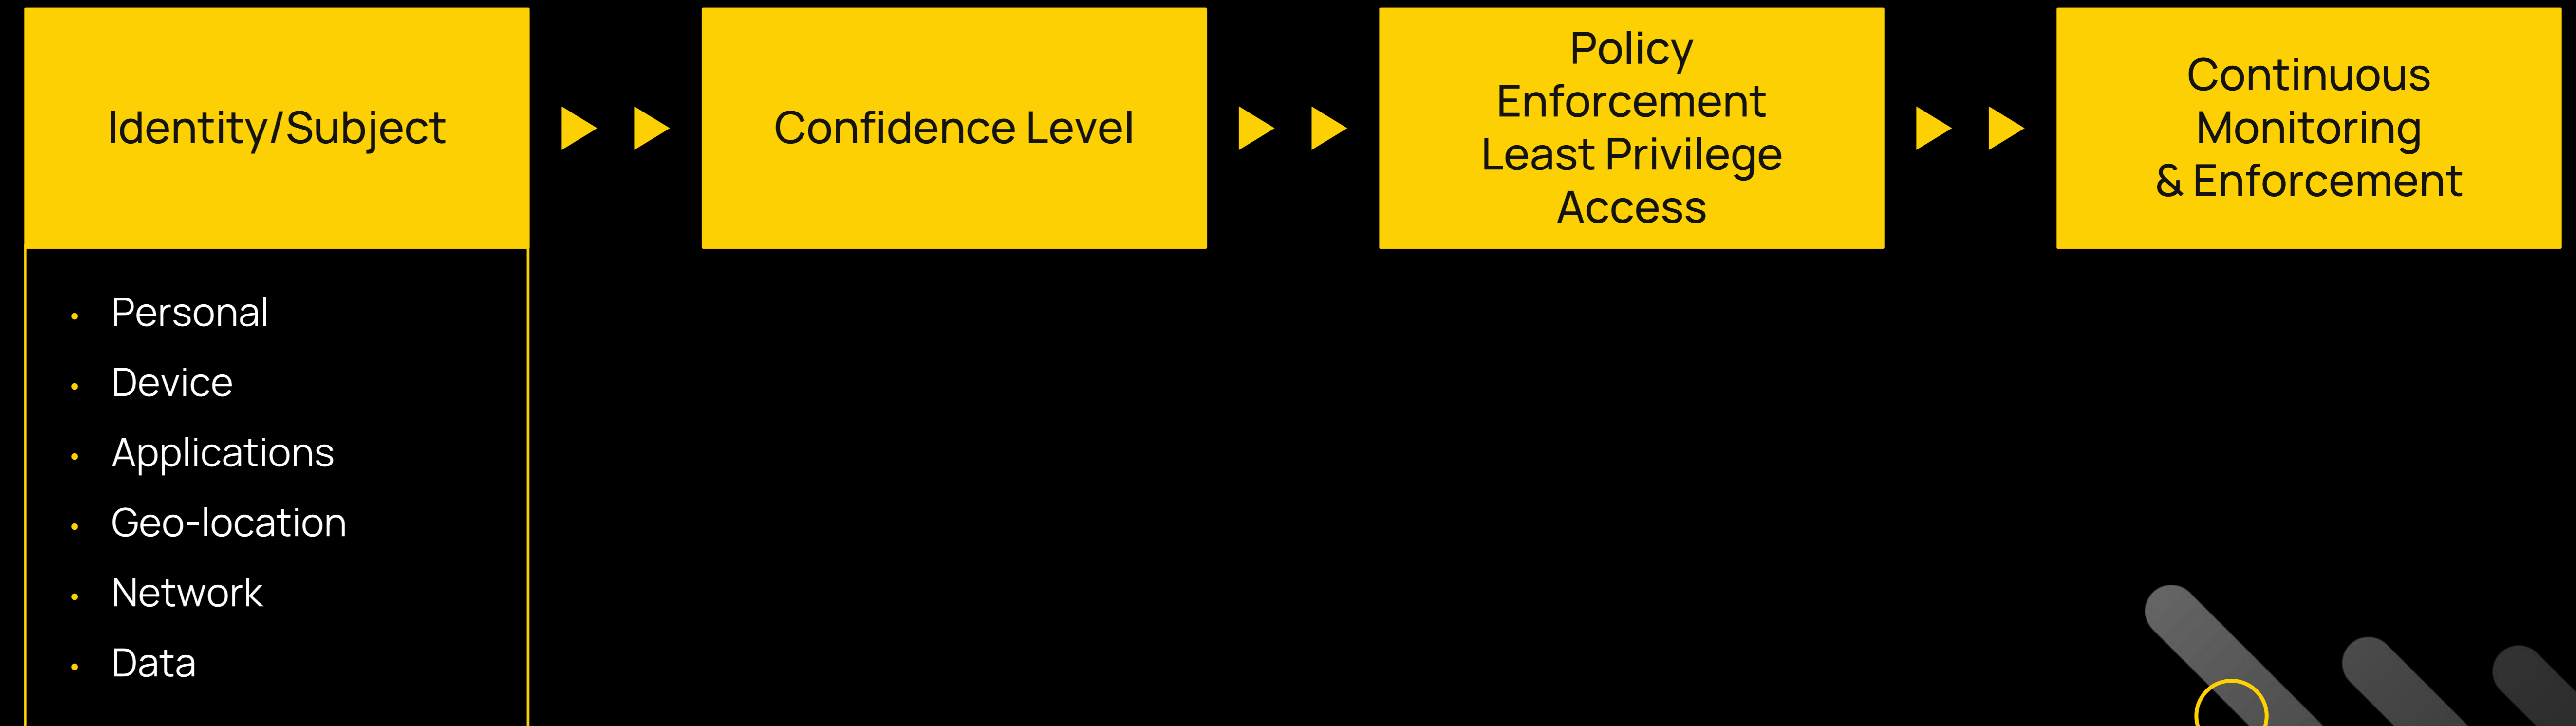 Identity/Subject
Confidence Level
Policy
Enforcement
Least Privilege
Access
Continuous
Monitoring
& Enforcement
Personal
Device
Applications
Geo-location
Network
Data